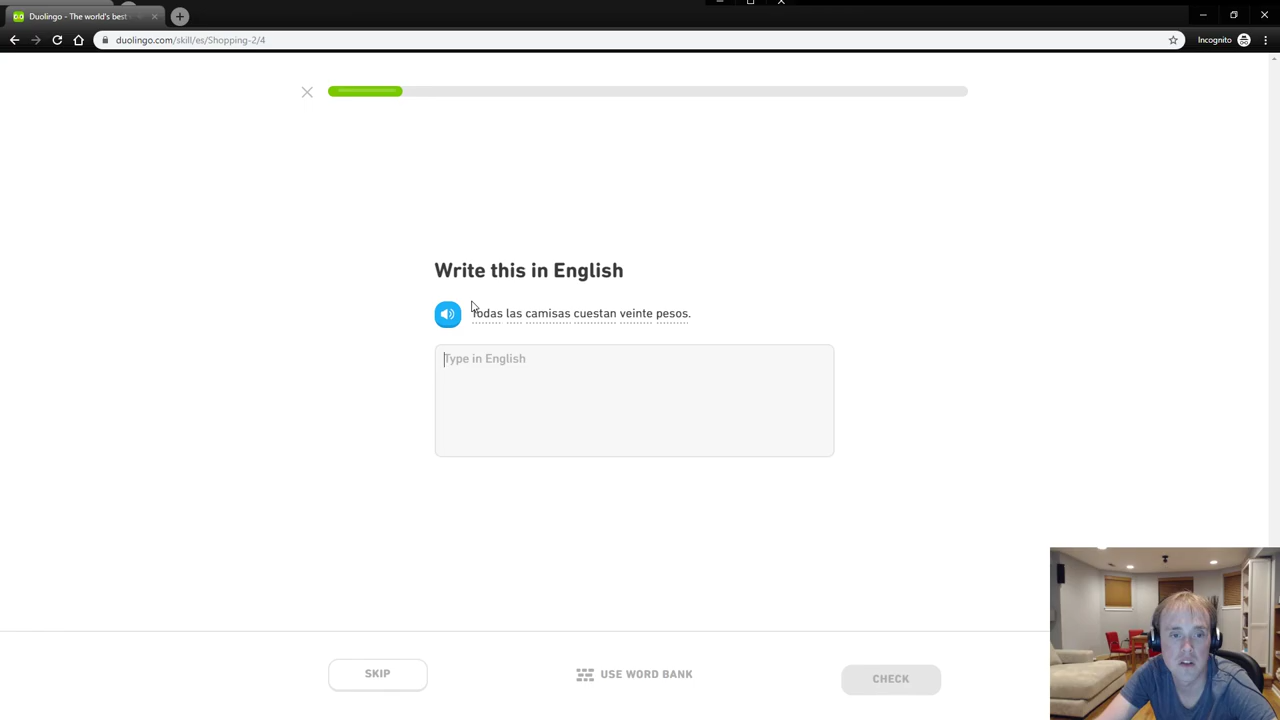 Duolingo - The world's best
duolingo.com/skill/es/Shopping-2/4
Incognito
Write this in English
Todas las camisas cuestan veinte pesos.
Type in English
SKIP
USE WORD BANK
CHECK